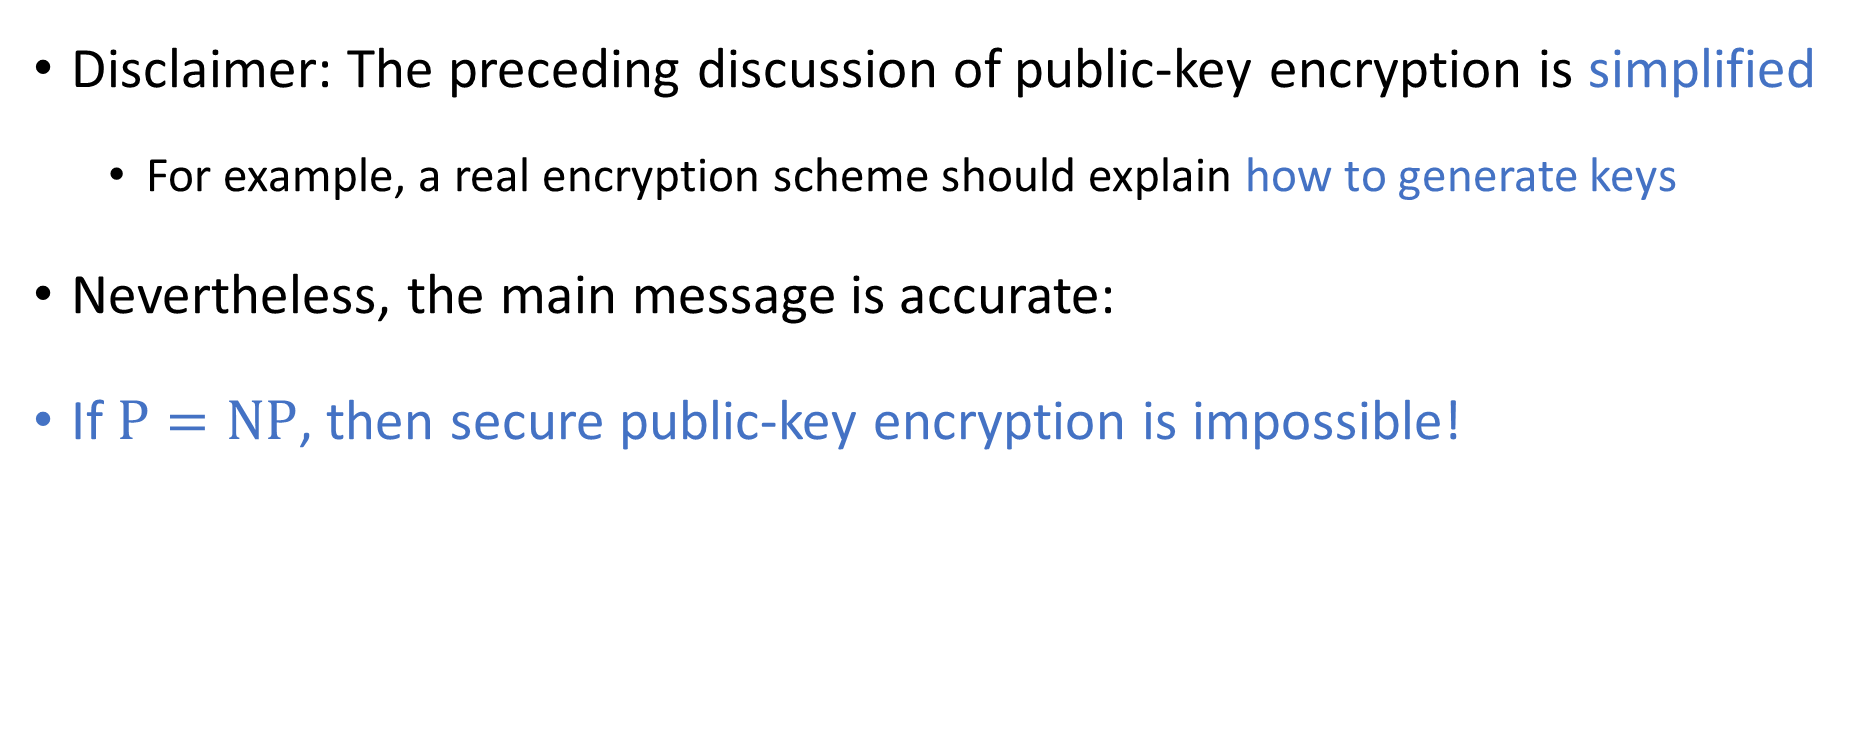 • Disclaimer: The preceding discussion of public-key encryption is simplified
• For example, a real encryption scheme should explain how to generate keys
• Nevertheless, the main message is accurate:
• If P = NP, then secure public-key encryption is impossible!